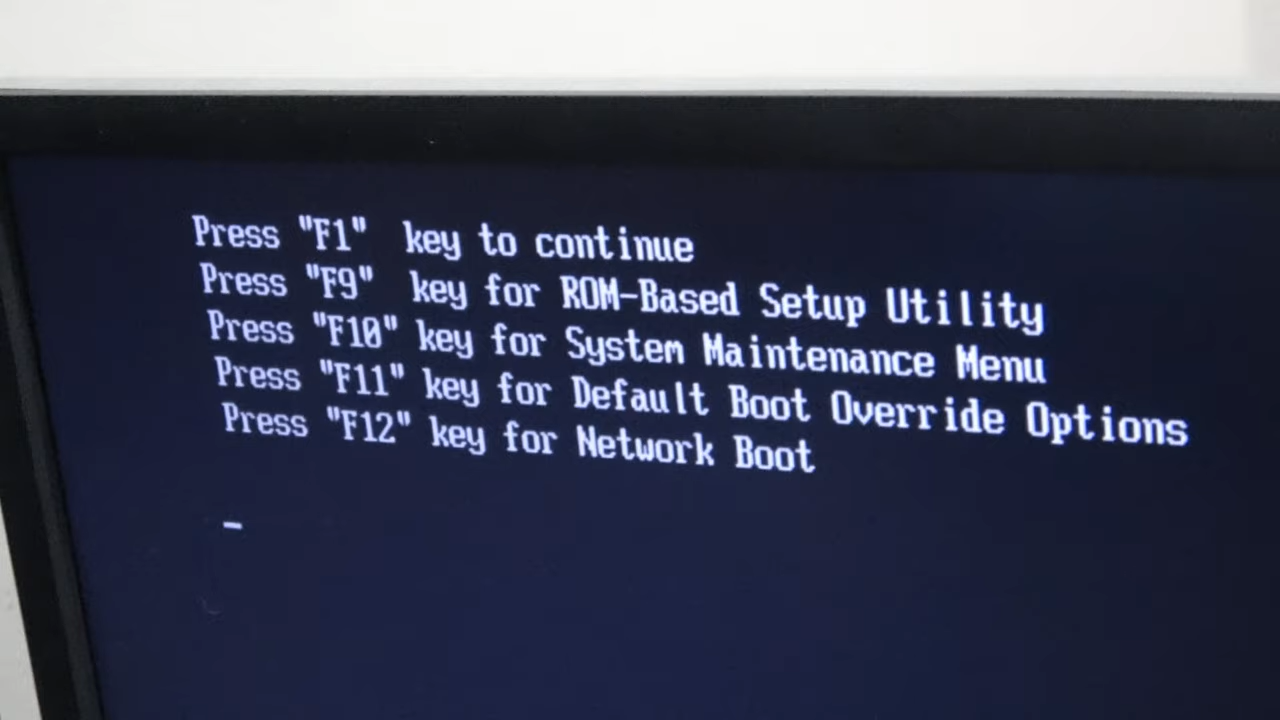 Press "F1"  key to continue
Press "F9"  key for ROM-Based Setup Utility
Press "F10" key for System Maintenance Menu
Press "F11" key for Default Boot Override Options
Press "F12" key for Network Boot
_